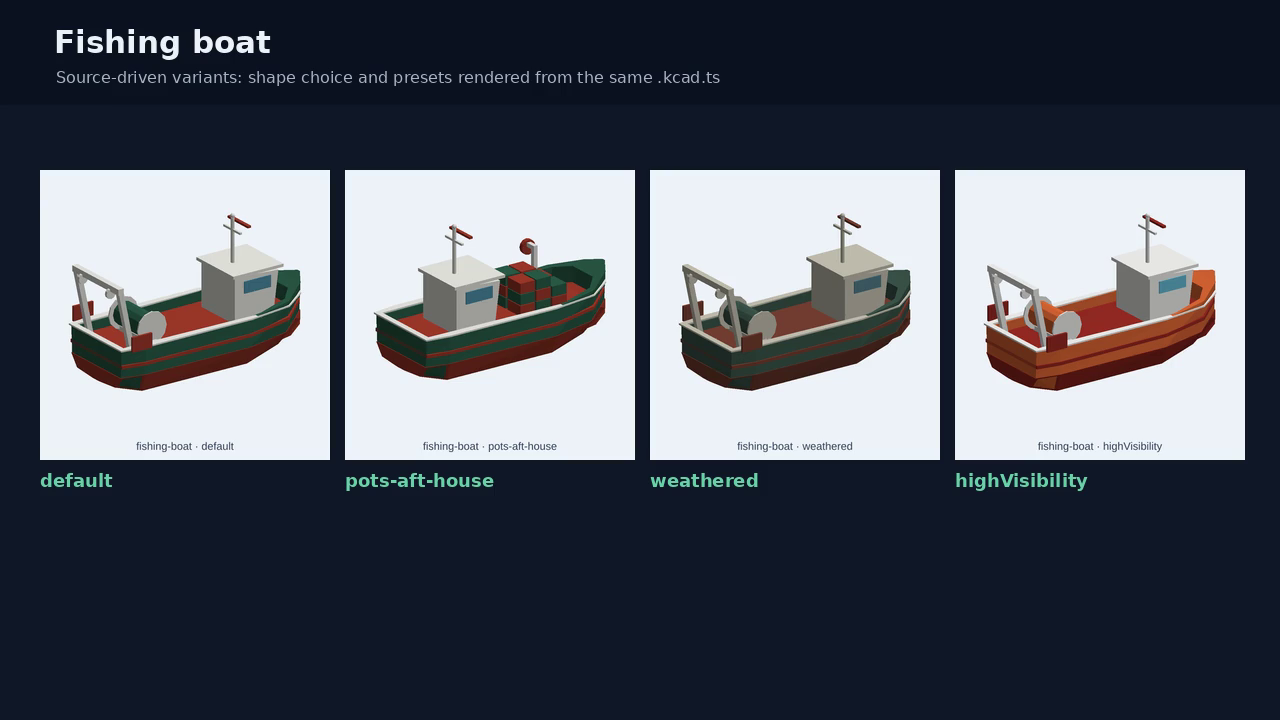 Fishing boat
Source-driven variants: shape choice and presets rendered from the same .kcad.ts
fishing-boat · default
fishing-boat · pots-aft-house
fishing-boat · weathered
fishing-boat · highVisibility
default
pots-aft-house
weathered
highVisibility